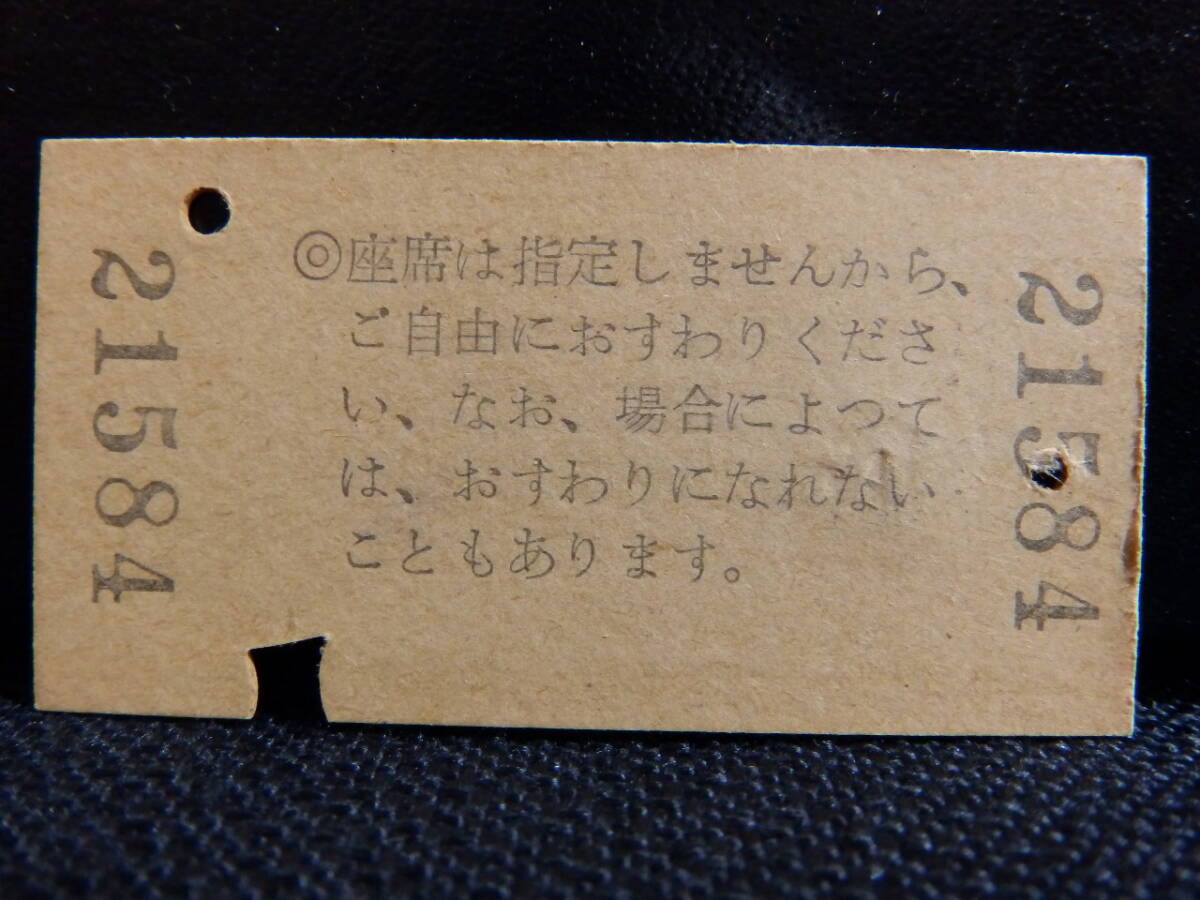 21584
◎座席は指定しませんから、
ご自由におすわりくださ
い、なお、場合によつて
は、おすわりになれない
こともあります。
21584